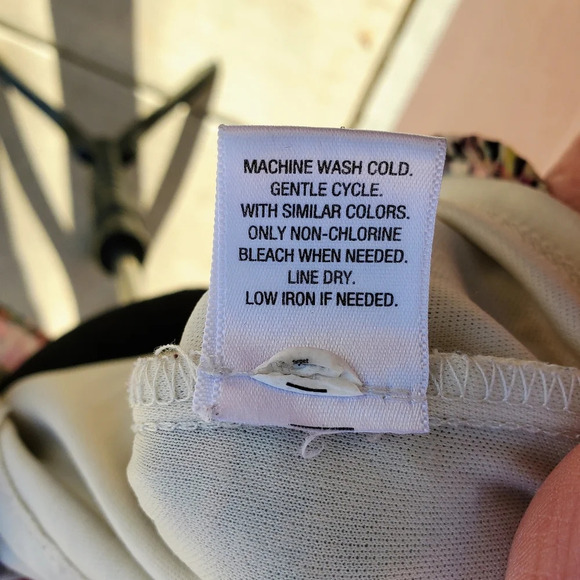 MACHINE WASH COLD.
GENTLE CYCLE.
WITH SIMILAR COLORS.
ONLY NON-CHLORINE
BLEACH WHEN NEEDED.
LINE DRY.
LOW IRON IF NEEDED.